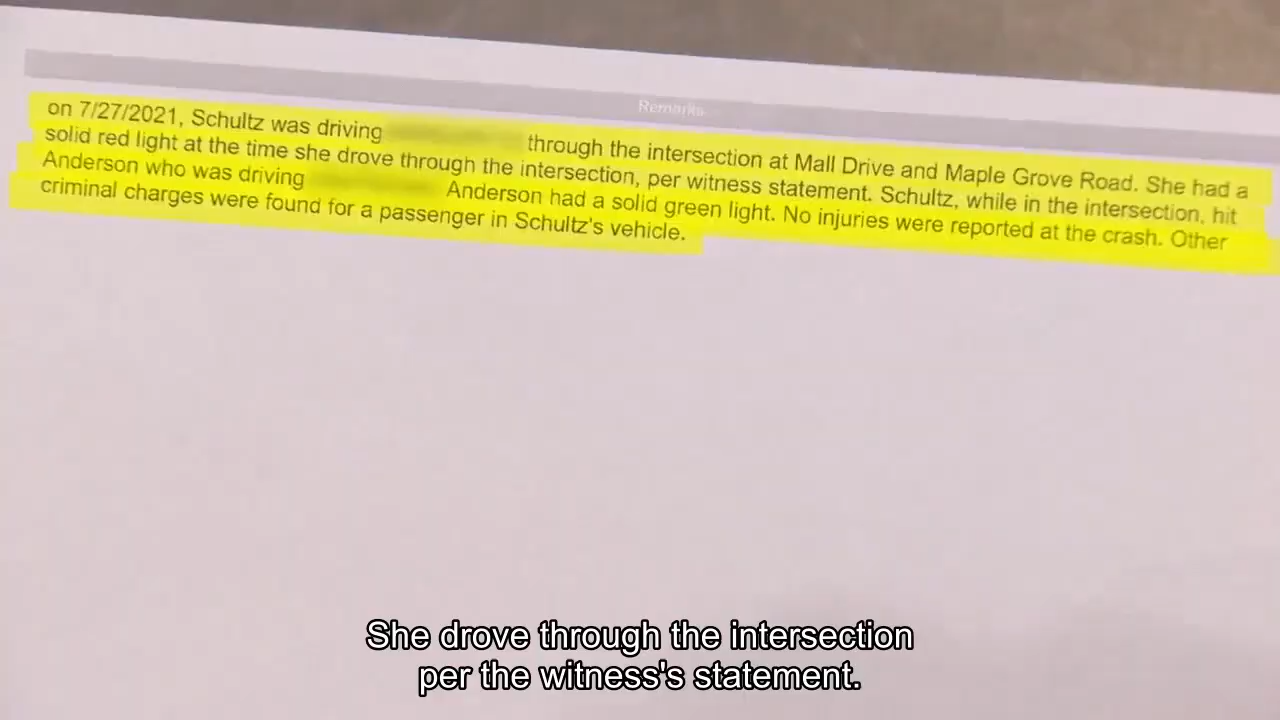 Remarks
on 7/27/2021, Schultz was driving through the intersection at Mall Drive and Maple Grove Road. She had a
solid red light at the time she drove through the intersection, per witness statement. Schultz, while in the intersection, hit
Anderson who was driving Anderson had a solid green light. No injuries were reported at the crash. Other
criminal charges were found for a passenger in Schultz's vehicle.
She drove through the intersection
per the witness's statement.